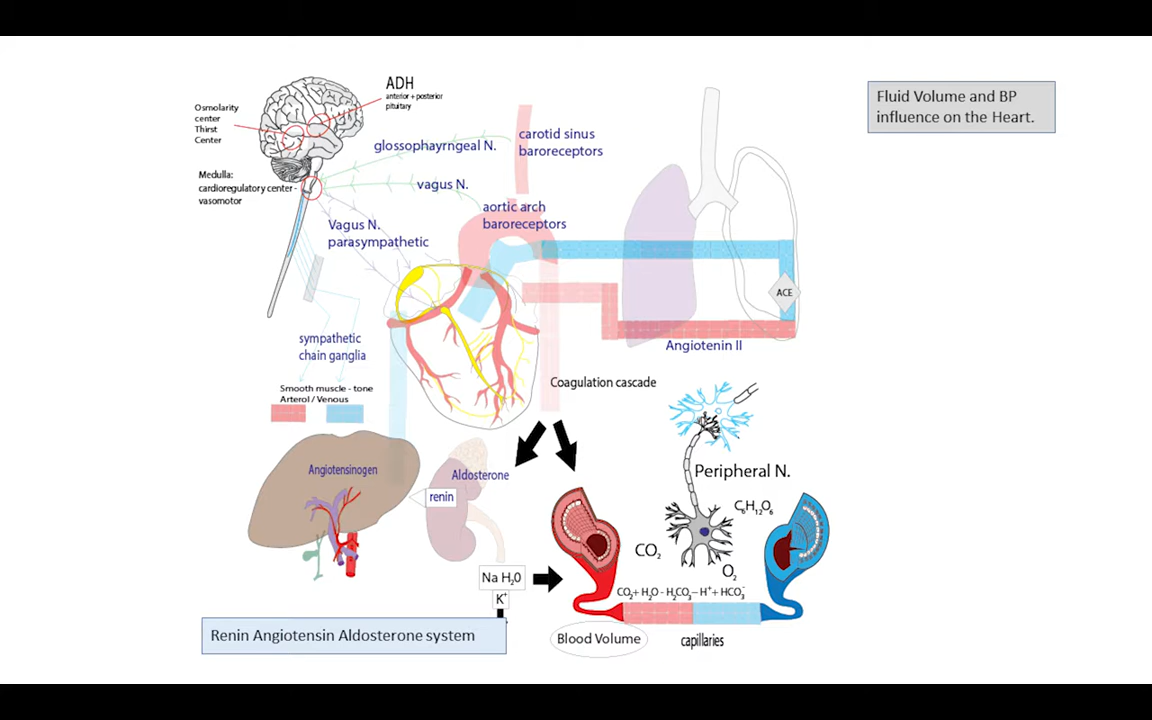 ADH
anterior + posterior
pituitary
Osmolarity
center
Thirst
Center
Fluid Volume and BP
influence on the Heart.
glossophayrngeal N.
carotid sinus
baroreceptors
Medulla:
cardioregulatory center -
vasomotor
vagus N.
aortic arch
baroreceptors
Vagus N.
parasympathetic
ACE
sympathetic
chain ganglia
Angiotenin II
Smooth muscle - tone
Arterol / Venous
Coagulation cascade
Angiotensinogen
Aldosterone
renin
Peripheral N.
C6H12O6
CO2
O2
Na H20
K+
CO2+ H2O - H2CO3 – H+ + HCO3-
Renin Angiotensin Aldosterone system
Blood Volume
capillaries